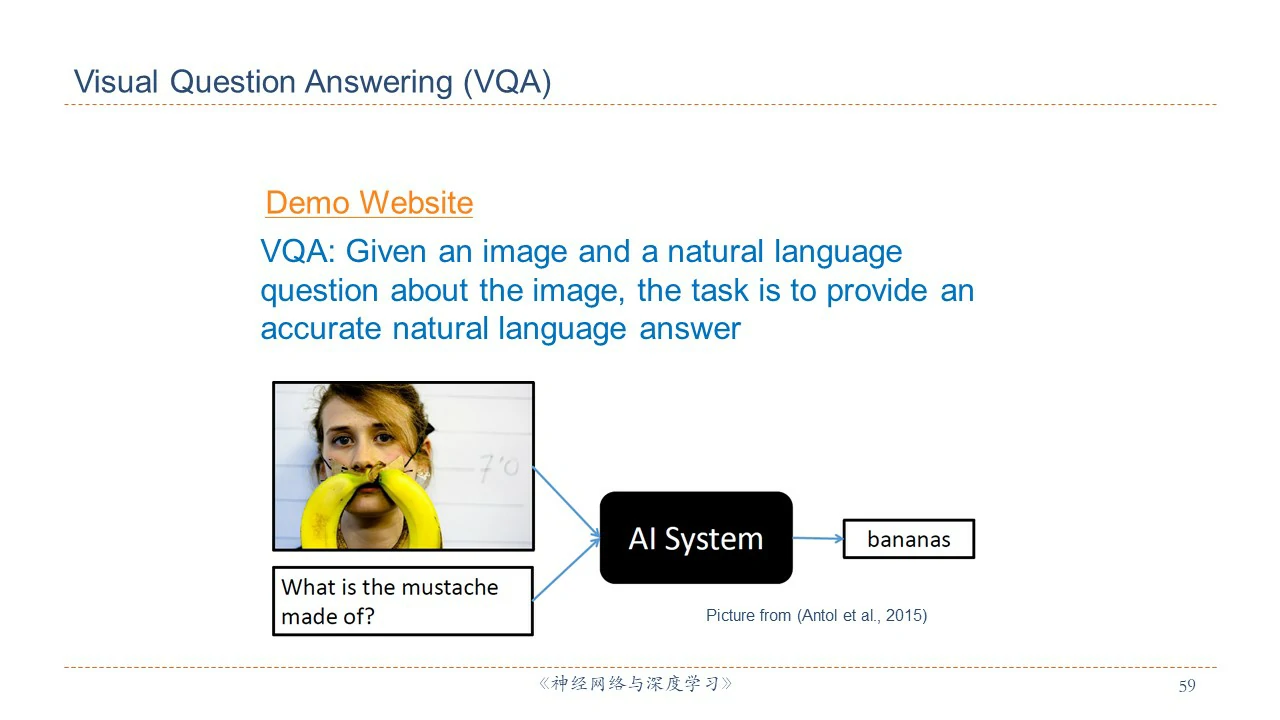 Visual Question Answering (VQA)
Demo Website
VQA: Given an image and a natural language
question about the image, the task is to provide an
accurate natural language answer
7'0
What is the mustache
made of?
AI System
bananas
Picture from (Antol et al., 2015)
《神经网络与深度学习》
59